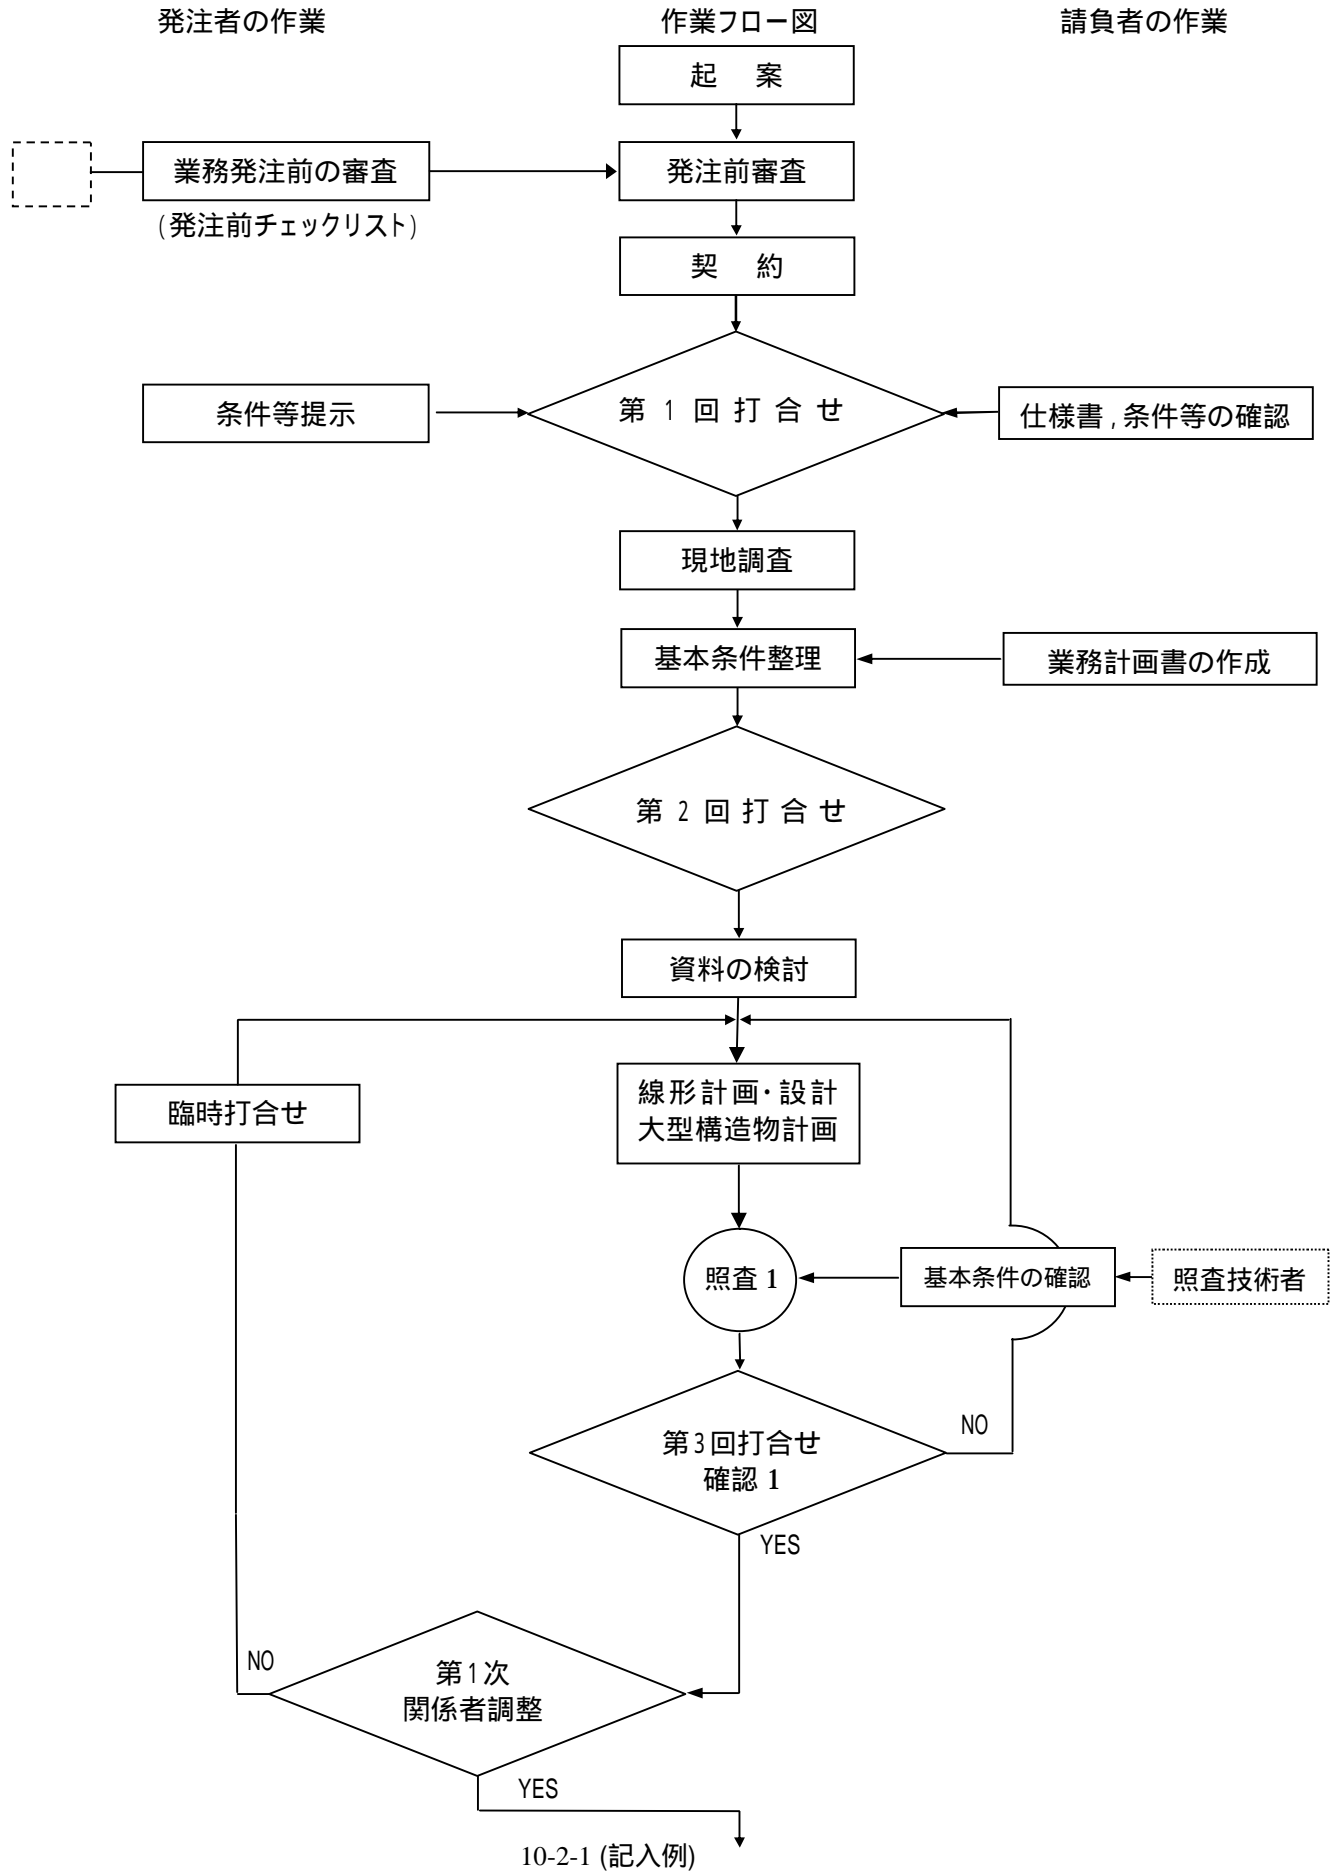 発注者の作業
作業フロー図
請負者の作業
起 案
業務発注前の審査
発注前審査
(発注前チェックリスト)
契 約
条件等提示
第 1 回 打 合 せ
仕様書,条件等の確認
現地調査
基本条件整理
業務計画書の作成
第 2 回 打 合 せ
資料の検討
線形計画・設計
大型構造物計画
臨時打合せ
照査 1
基本条件の確認
照査技術者
第3回打合せ
確認 1
NO
YES
第1次
関係者調整
NO
YES
10-2-1 (記入例)